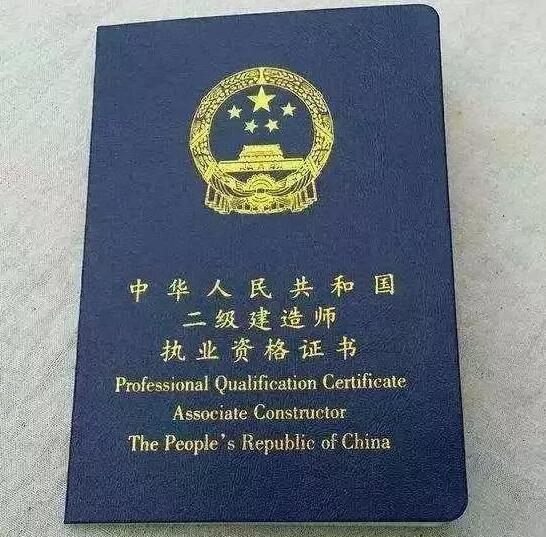 中华人民共和国
二级建造师
执业资格证书
Professional Qualification Certificate
Associate Constructor
The People's Republic of China